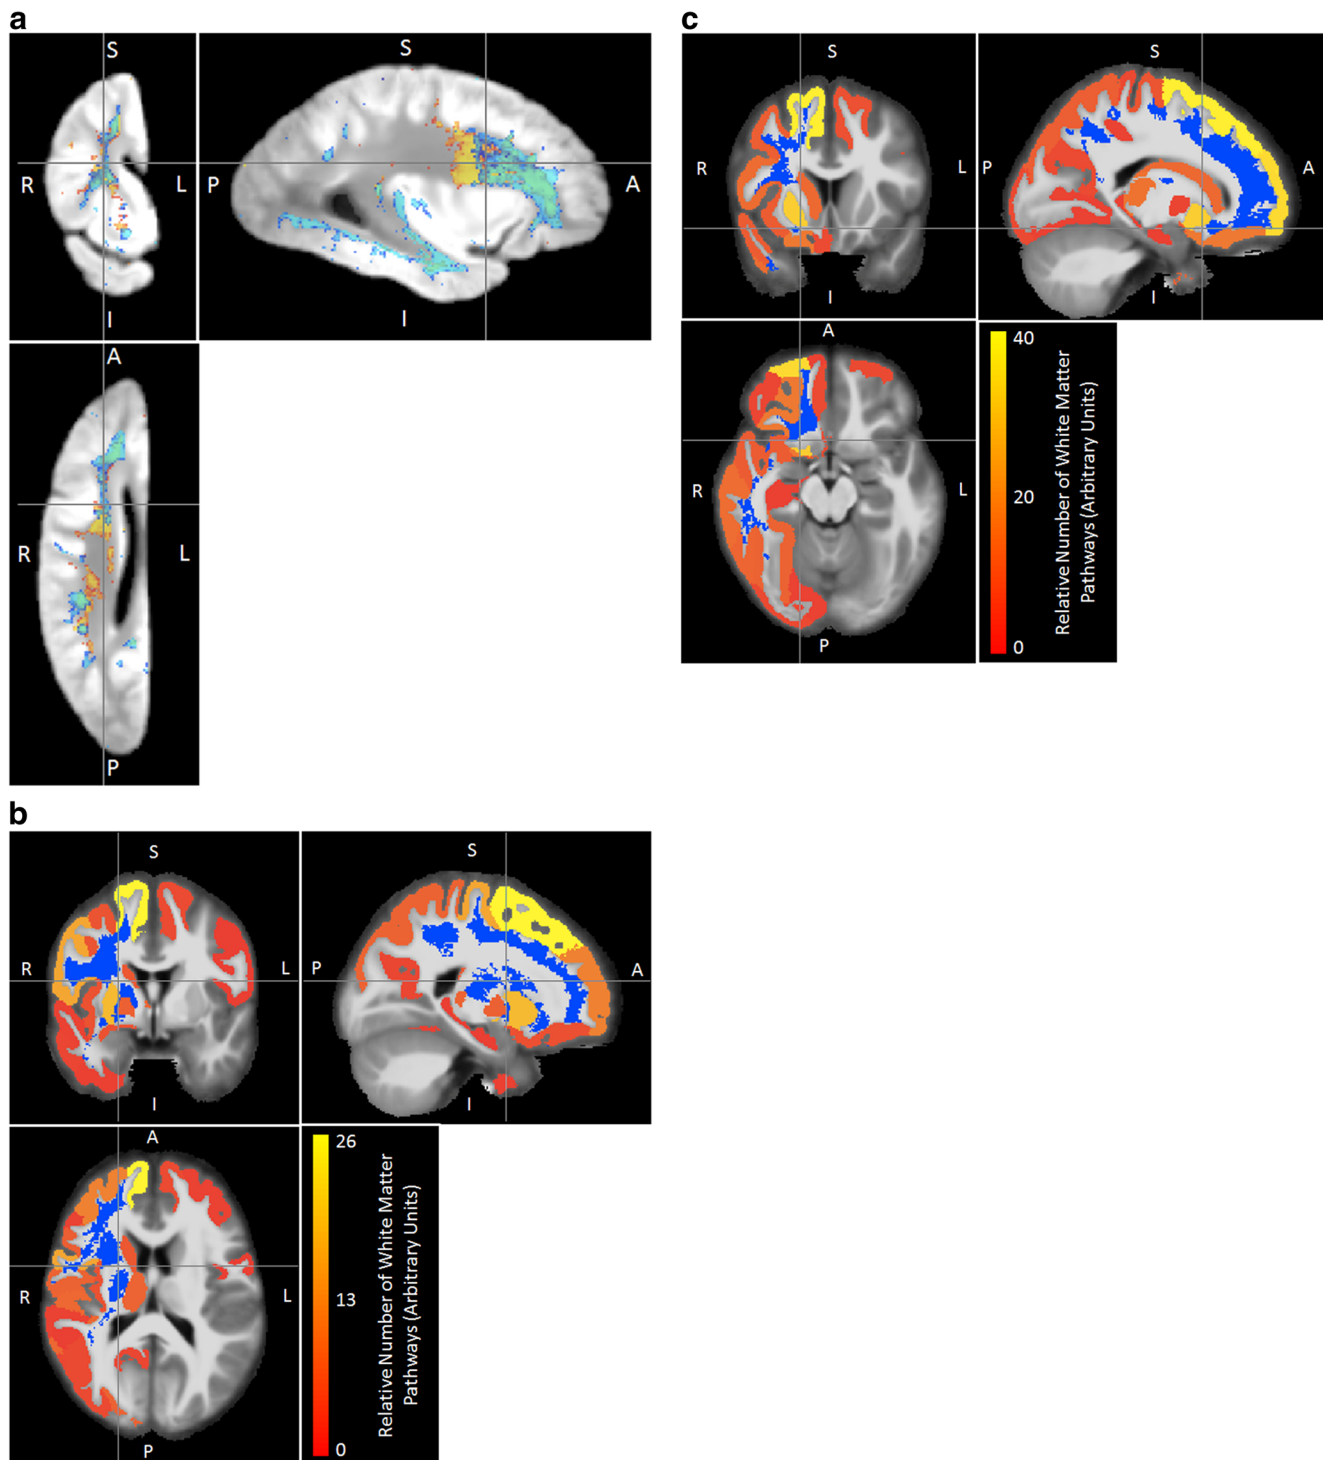 a
S
R
L
I
S
P
A
I
A
R
L
P
b
S
R
L
I
S
P
A
I
A
R
L
P
26
13
0
Relative Number of White Matter
Pathways (Arbitrary Units)
c
S
R
L
I
S
P
A
I
A
R
L
P
40
20
0
Relative Number of White Matter
Pathways (Arbitrary Units)